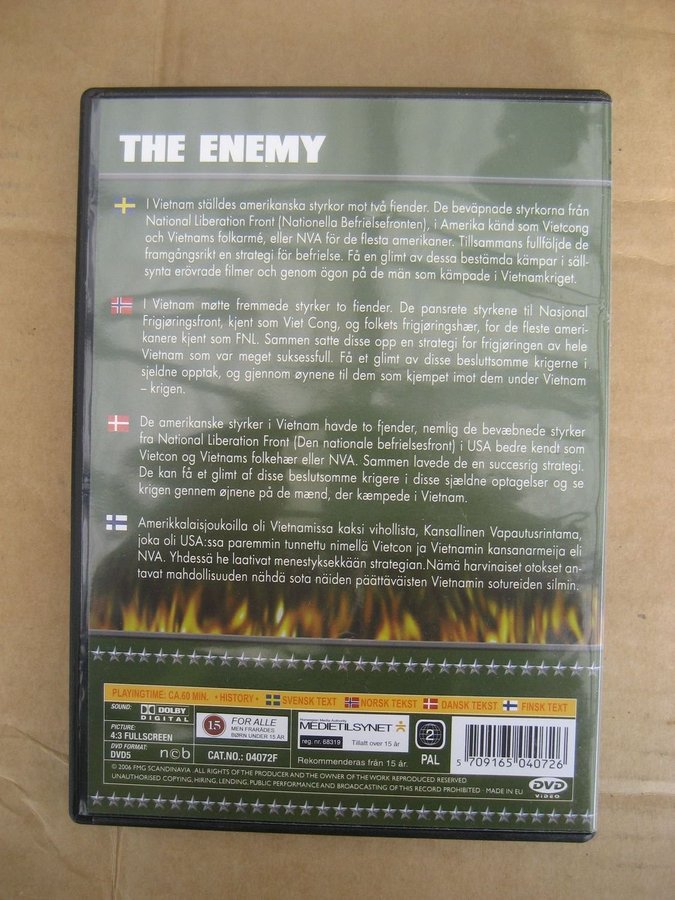 THE ENEMY
I Vietnam ställdes amerikanska styrkor mot två fiender. De beväpnade styrkorna från
National Liberation Front (Nationella Befrielsefronten), i Amerika känd som Vietcong
och Vietnams folkarmé, eller NVA för de flesta amerikaner. Tillsammans fullföljde de
framgångsrikt en strategi för befrielse. Få en glimt av dessa bestämda kämpar i säll-
synta erövrade filmer och genom ögon på de män som kämpade i Vietnamkriget.
I Vietnam møtte fremmede styrker to fiender. De pansrete styrkene til Nasjonal
Frigjøringsfront, kjent som Viet Cong, og folkets frigjøringshær, for de fleste ameri-
kanere kjent som FNL. Sammen satte disse opp en strategi for frigjøringen av hele
Vietnam som var meget suksessfull. Få et glimt av disse besluttsomme krigerne i
sjeldne opptak, og gjennom øynene til dem som kjempet imot dem under Vietnam
– krigen.
De amerikanske styrker i Vietnam havde to fjender, nemlig de bevæbnede styrker
fra National Liberation Front (Den nationale befrielsesfront) i USA bedre kendt som
Vietcon og Vietnams folkehær eller NVA. Sammen lavede de en succesrig strategi.
De kan få et glimt af disse beslutsomme krigere i disse sjældne optagelser og se
krigen gennem øjnene på de mænd, der kæmpede i Vietnam.
Amerikkalaisjoukoilla oli Vietnamissa kaksi vihollista, Kansallinen Vapautusrintama,
joka oli USA:ssa paremmin tunnettu nimellä Vietcon ja Vietnamin kansanarmeija eli
NVA. Yhdessä he laativat menestyksekkään strategian.Nämä harvinaiset otokset an-
tavat mahdollisuuden nähdä sota näiden päättäväisten Vietnamin sotureiden silmin.
PLAYINGTIME: CA.60 MIN. • HISTORY • SVENSK TEXT NORSK TEKST DANSK TEKST FINSK TEXT
SOUND: DOLBY DIGITAL
PICTURE:
4:3 FULLSCREEN
DVD FORMAT:
DVD5 ncb
15 FOR ALLE
MEN FRARÅDES
BØRN UNDER 15 ÅR
CAT.NO.: 04072F
Norwegian Media Authority
MEDIETILSYNET
reg. nr. 68319 Tillatt over 15 år
Rekommenderas från 15 år.
2
PAL
5 709165 040726
© 2006 FMG SCANDINAVIA ALL RIGHTS OF THE PRODUCER AND THE OWNER OF THE WORK REPRODUCED RESERVED
UNAUTHORISED COPYING, HIRING, LENDING, PUBLIC PERFORMANCE AND BROADCASTING OF THIS RECORD PROHIBITED · MADE IN EU
DVD
VIDEO